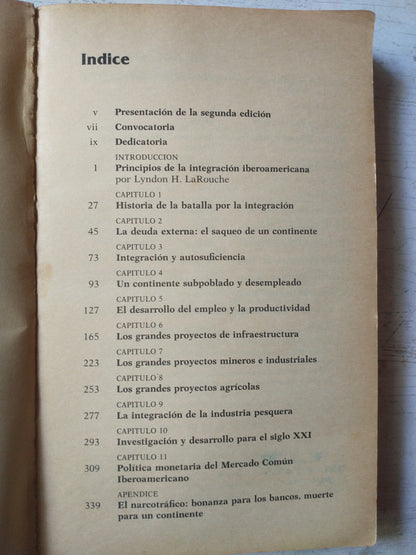 Indice
v Presentación de la segunda edición
vii Convocatoria
ix Dedicatoria
INTRODUCCION
1 Principios de la integración iberoamericana
por Lyndon H. LaRouche
CAPITULO 1
27 Historia de la batalla por la integración
CAPITULO 2
45 La deuda externa: el saqueo de un continente
CAPITULO 3
73 Integración y autosuficiencia
CAPITULO 4
93 Un continente subpoblado y desempleado
CAPITULO 5
127 El desarrollo del empleo y la productividad
CAPITULO 6
165 Los grandes proyectos de infraestructura
CAPITULO 7
223 Los grandes proyectos mineros e industriales
CAPITULO 8
253 Los grandes proyectos agrícolas
CAPITULO 9
277 La integración de la industria pesquera
CAPITULO 10
293 Investigación y desarrollo para el siglo XXI
CAPITULO 11
309 Política monetaria del Mercado Común
Iberoamericano
APENDICE
339 El narcotráfico: bonanza para los bancos, muerte
para un continente